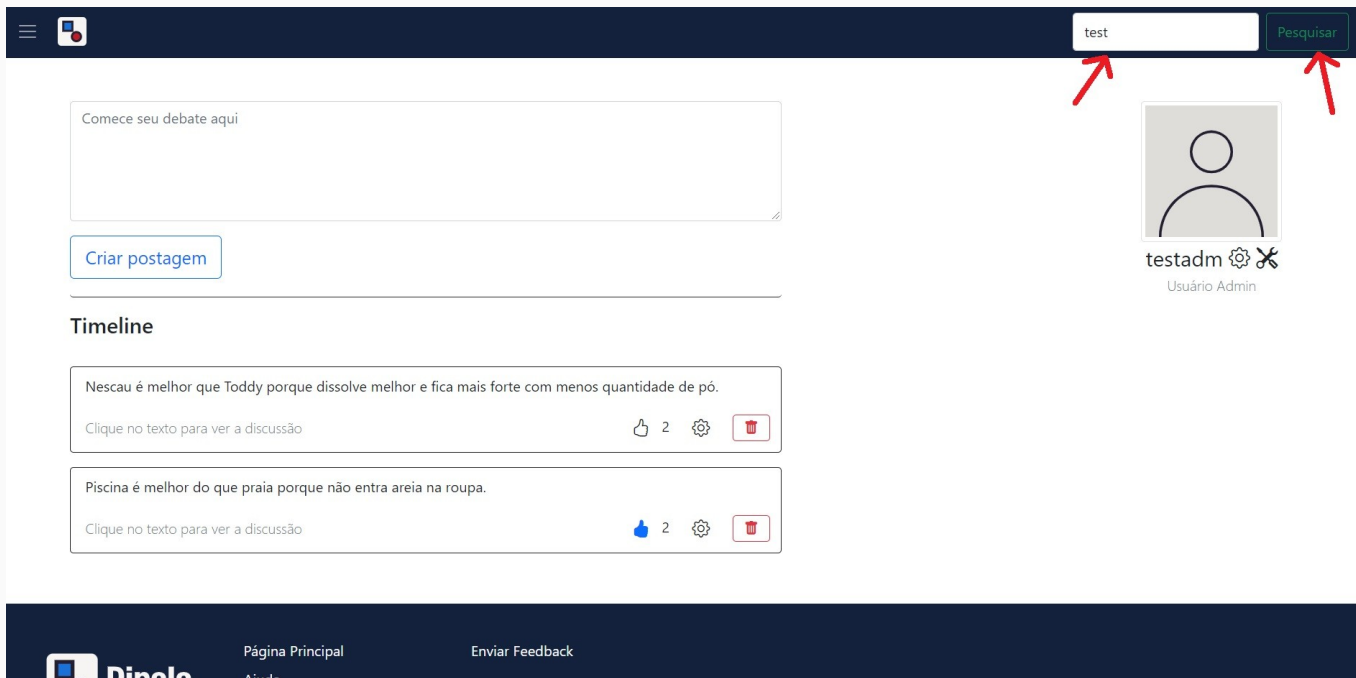 test
Pesquisar
Comece seu debate aqui
Criar postagem
testadm
Usuário Admin
Timeline
Nescau é melhor que Toddy porque dissolve melhor e fica mais forte com menos quantidade de pó.
Clique no texto para ver a discussão
2
Piscina é melhor do que praia porque não entra areia na roupa.
Clique no texto para ver a discussão
2
Página Principal
Enviar Feedback